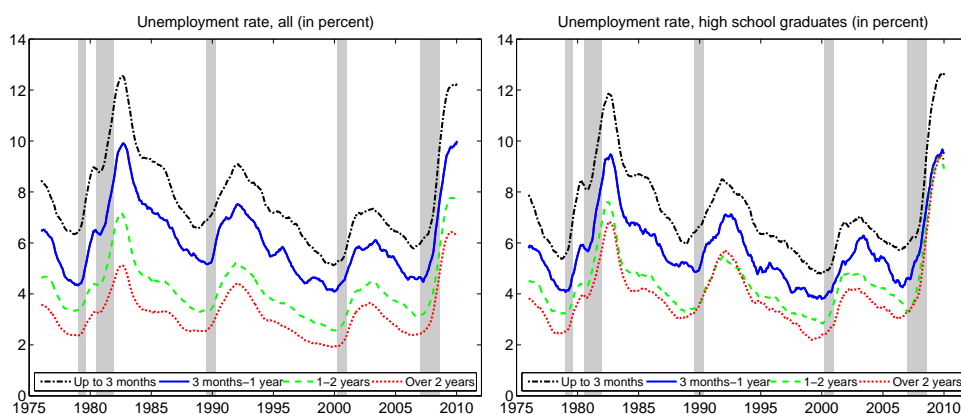 Unemployment rate, all (in percent)
14
12
10
8
6
4
2
0
1975 1980 1985 1990 1995 2000 2005 2010
Up to 3 months 3 months−1 year 1−2 years Over 2 years
Unemployment rate, high school graduates (in percent)
14
12
10
8
6
4
2
0
1975 1980 1985 1990 1995 2000 2005 2010
Up to 3 months 3 months−1 year 1−2 years Over 2 years